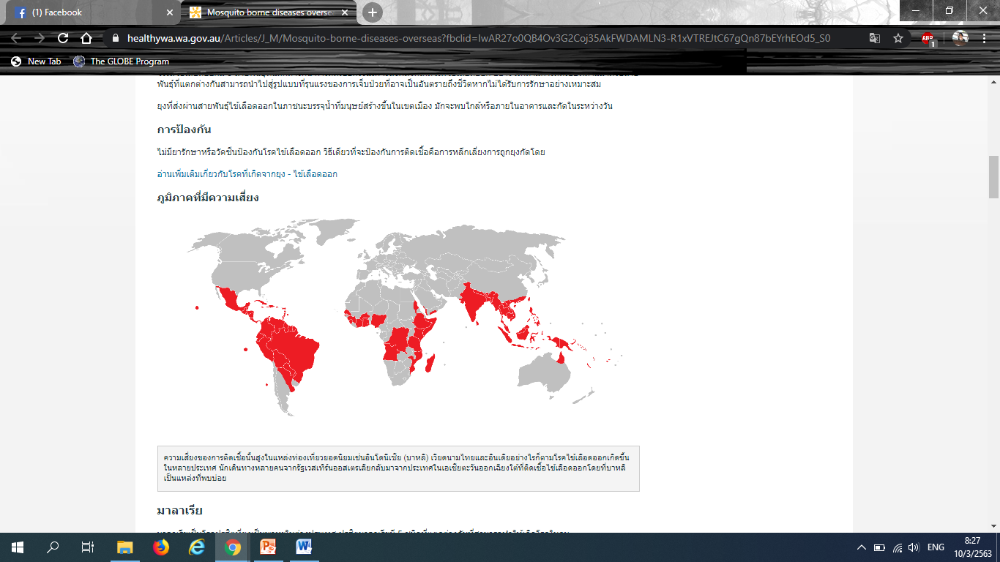 (1) Facebook
Mosquito borne diseases overse
healthywa.wa.gov.au/Articles/J_M/Mosquito-borne-diseases-overseas?fbclid=IwAR27o0QB4Ov3G2Coj35AkFWDAMLN3-R1xVTREJtC67gQn87bEYrhEOd5_S0
ABP
1
New Tab
The GLOBE Program
พันธุ์ที่แตกต่างกันสามารถนำไปสู่รูปแบบที่รุนแรงของการเจ็บป่วยที่อาจเป็นอันตรายถึงชีวิตหากไม่ได้รับการรักษาอย่างเหมาะสม
ยุงที่ส่งผ่านสายพันธุ์ไข้เลือดออกในภาชนะบรรจุน้ำที่มนุษย์สร้างขึ้นในเขตเมือง มักจะพบใกล้หรือภายในอาคารและกัดในระหว่างวัน
การป้องกัน
ไม่มียารักษาหรือวัคซีนป้องกันโรคไข้เลือดออก วิธีเดียวที่จะป้องกันการติดเชื้อคือการหลีกเลี่ยงการถูกยุงกัดโดย
อ่านเพิ่มเติมเกี่ยวกับโรคที่เกิดจากยุง - ไข้เลือดออก
ภูมิภาคที่มีความเสี่ยง
ความเสี่ยงของการติดเชื้อนั้นสูงในแหล่งท่องเที่ยวยอดนิยมเช่นอินโดนีเซีย (บาหลี) เวียดนามไทยและอินเดียอย่างไรก็ตามโรคไข้เลือดออกเกิดขึ้น
ในหลายประเทศ นักเดินทางหลายคนจากรัฐเวสเทิร์นออสเตรเลียกลับมาจากประเทศในเอเชียตะวันออกเฉียงใต้ที่ติดเชื้อไข้เลือดออกโดยที่บาหลี
เป็นแหล่งที่พบบ่อย
มาลาเรีย
ENG
8:27
10/3/2563